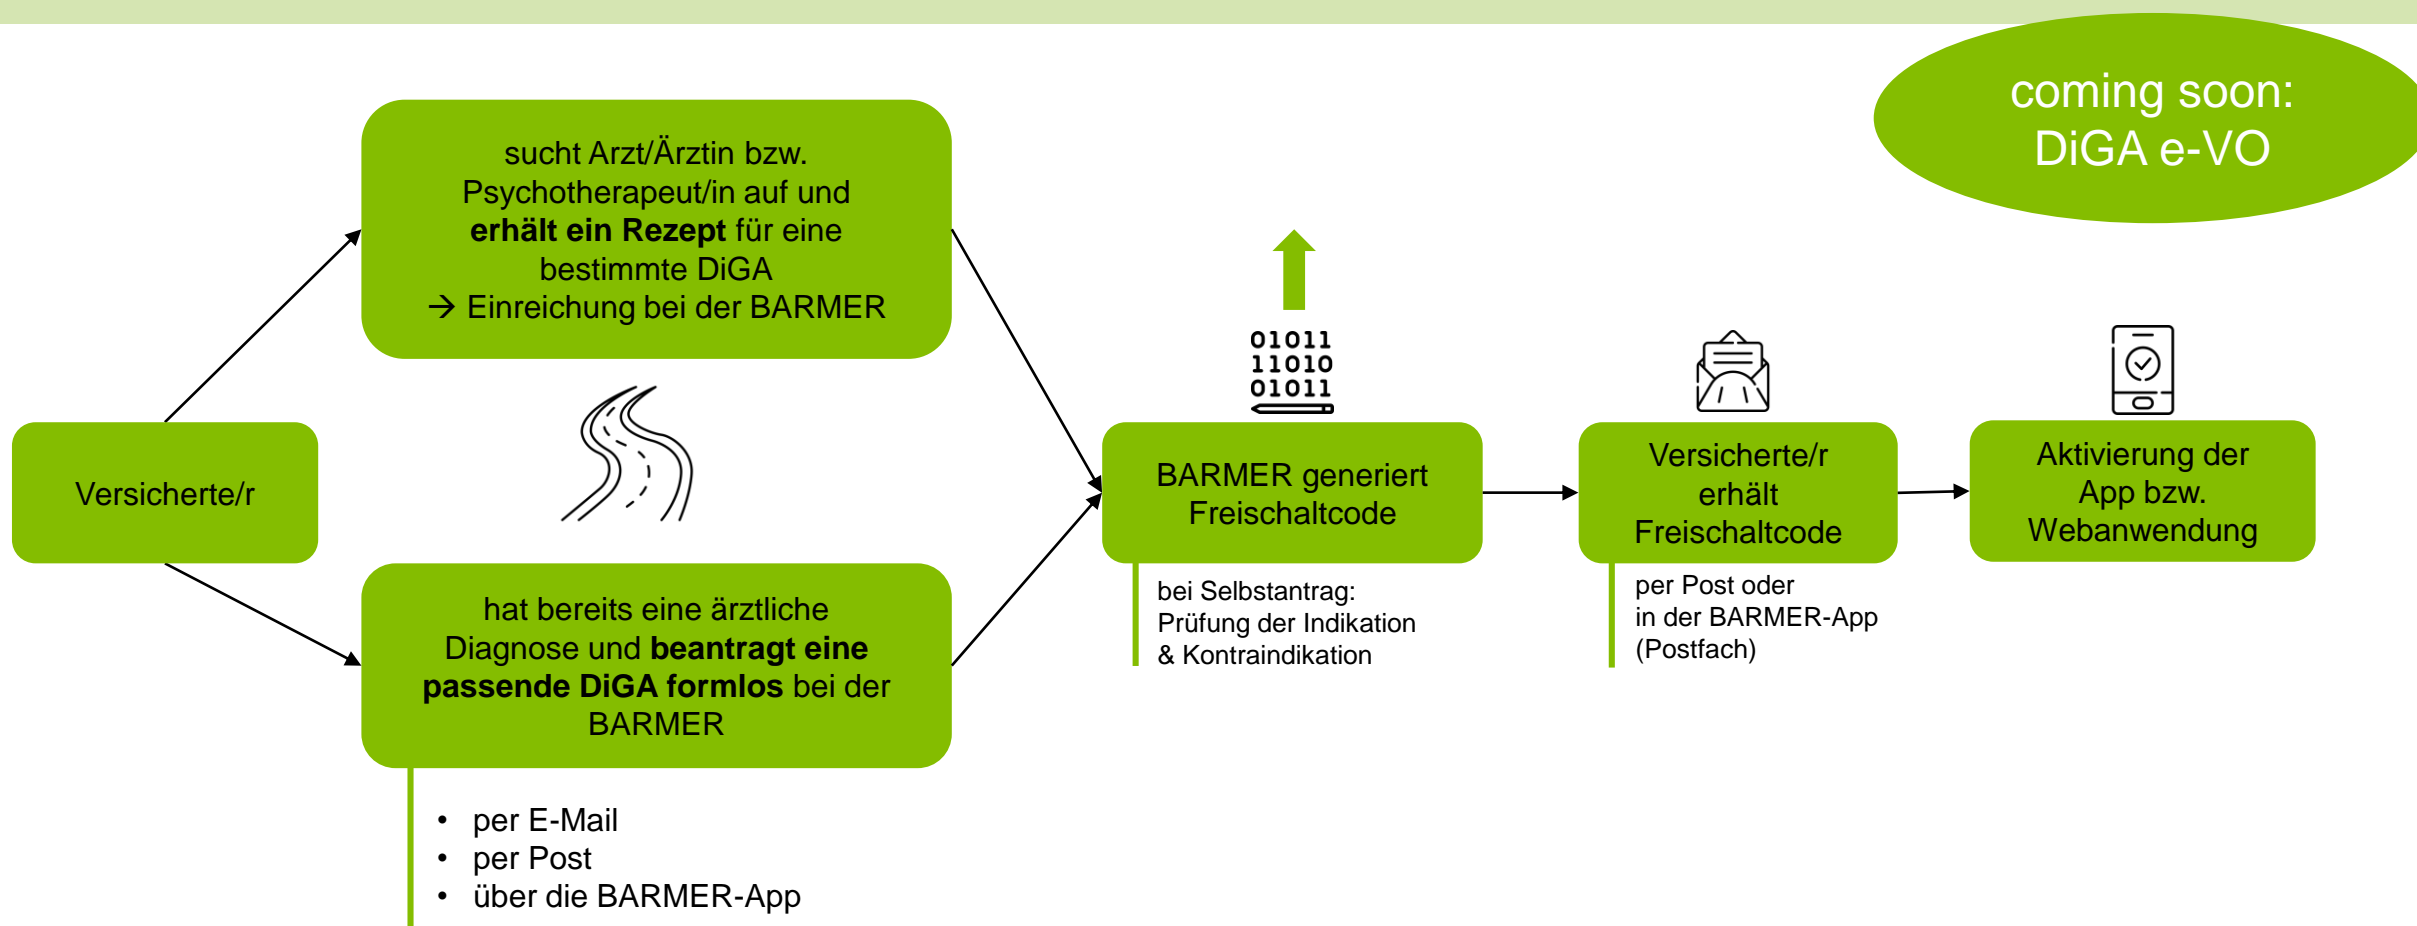 coming soon:
DiGA e-VO
sucht Arzt/Ärztin bzw.
Psychotherapeut/in auf und
erhält ein Rezept für eine
bestimmte DiGA
→ Einreichung bei der BARMER
Versicherte/r
hat bereits eine ärztliche
Diagnose und beantragt eine
passende DiGA formlos bei der
BARMER
• per E-Mail
• per Post
• über die BARMER-App
01011
11010
01011
BARMER generiert
Freischaltcode
bei Selbstantrag:
Prüfung der Indikation
& Kontraindikation
Versicherte/r
erhält
Freischaltcode
per Post oder
in der BARMER-App
(Postfach)
Aktivierung der
App bzw.
Webanwendung